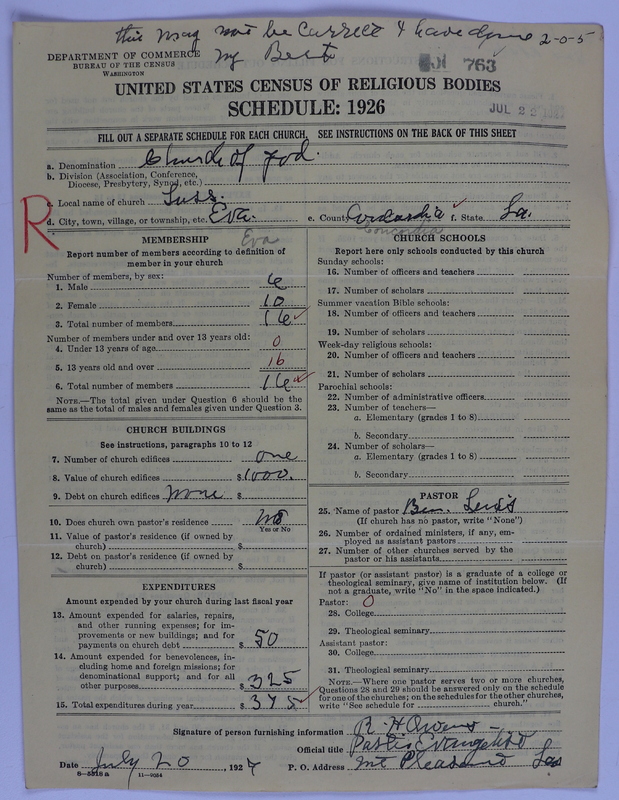 this may not be Currect I have done 2-0-5
my Best
DEPARTMENT OF COMMERCE
BUREAU OF THE CENSUS
WASHINGTON
763
UNITED STATES CENSUS OF RELIGIOUS BODIES
SCHEDULE: 1926
JUL 22
FILL OUT A SEPARATE SCHEDULE FOR EACH CHURCH. SEE INSTRUCTIONS ON THE BACK OF THIS SHEET
a. Denomination Church of God.
b. Division (Association, Conference,
Diocese, Presbytery, Synod, etc.)
c. Local name of church
R
d. City, town, village, or township, etc. Eva. e. County Concordia f. State La.
Concordia
MEMBERSHIP Eva
Report number of members according to definition of
member in your church
Number of members, by sex:
1. Male 6
2. Female 10
3. Total number of members 16
Number of members under and over 13 years old:
4. Under 13 years of age 0
5. 13 years old and over 16
6. Total number of members 16
NOTE.—The total given under Question 6 should be the
same as the total of males and females given under Question 3.
CHURCH BUILDINGS
See instructions, paragraphs 10 to 12
7. Number of church edifices one
8. Value of church edifices $1000.
9. Debt on church edifices none $
10. Does church own pastor's residence no
Yes or No
11. Value of pastor's residence (if owned by
church) $
12. Debt on pastor's residence (if owned by
church) $
EXPENDITURES
Amount expended by your church during last fiscal year
13. Amount expended for salaries, repairs,
and other running expenses; for im-
provements or new buildings; and for
payments on church debt $ 50
14. Amount expended for benevolences, in-
cluding home and foreign missions; for
denominational support; and for all
other purposes $ 325
15. Total expenditures during year $ 375
CHURCH SCHOOLS
Report here only schools conducted by this church
Sunday schools:
16. Number of officers and teachers
17. Number of scholars
Summer vacation Bible schools:
18. Number of officers and teachers
19. Number of scholars
Week-day religious schools:
20. Number of officers and teachers
21. Number of scholars
Parochial schools:
22. Number of administrative officers
23. Number of teachers—
a. Elementary (grades 1 to 8)
b. Secondary
24. Number of scholars—
a. Elementary (grades 1 to 8)
b. Secondary
PASTOR
25. Name of pastor Ben. Lewis
(If church has no pastor, write "None")
26. Number of ordained ministers, if any, em-
ployed as assistant pastors
27. Number of other churches served by the
pastor or his assistants
If pastor (or assistant pastor) is a graduate of a college or
theological seminary, give name of institution below. (If
not a graduate, write "No" in the space indicated.)
Pastor: 0
28. College
29. Theological seminary
Assistant pastor:
30. College
31. Theological seminary
NOTE.—Where one pastor serves two or more churches,
Questions 28 and 29 should be answered only on the schedule
for one of the churches; on the schedules for the other churches,
write "See schedule for church."
Signature of person furnishing information R. H Owens
Official title Evangelist
Date July 20, 1927 P. O. Address Mt Pleasant
8—5518a 11—9054